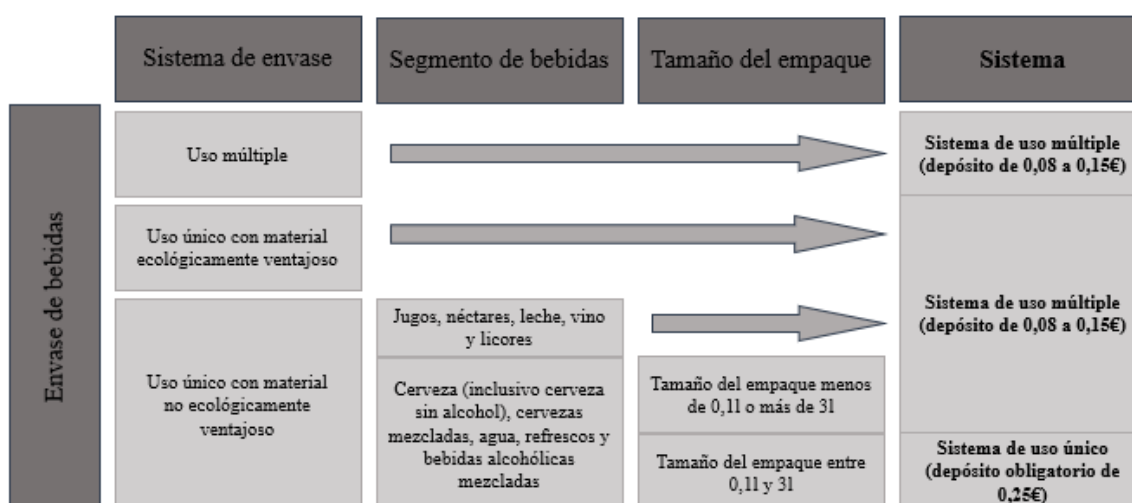 Sistema de envase
Segmento de bebidas
Tamaño del empaque
Sistema
Envase de bebidas
Uso múltiple
Sistema de uso múltiple
(depósito de 0,08 a 0,15€)
Uso único con material
ecológicamente ventajoso
Sistema de uso múltiple
(depósito de 0,08 a 0,15€)
Uso único con material
no ecológicamente
ventajoso
Jugos, néctares, leche, vino
y licores
Cerveza (inclusivo cerveza
sin alcohol), cervezas
mezcladas, agua, refrescos y
bebidas alcohólicas
mezcladas
Tamaño del empaque menos
de 0,1l o más de 3l
Tamaño del empaque entre
0,1l y 3l
Sistema de uso único
(depósito obligatorio de
0,25€)